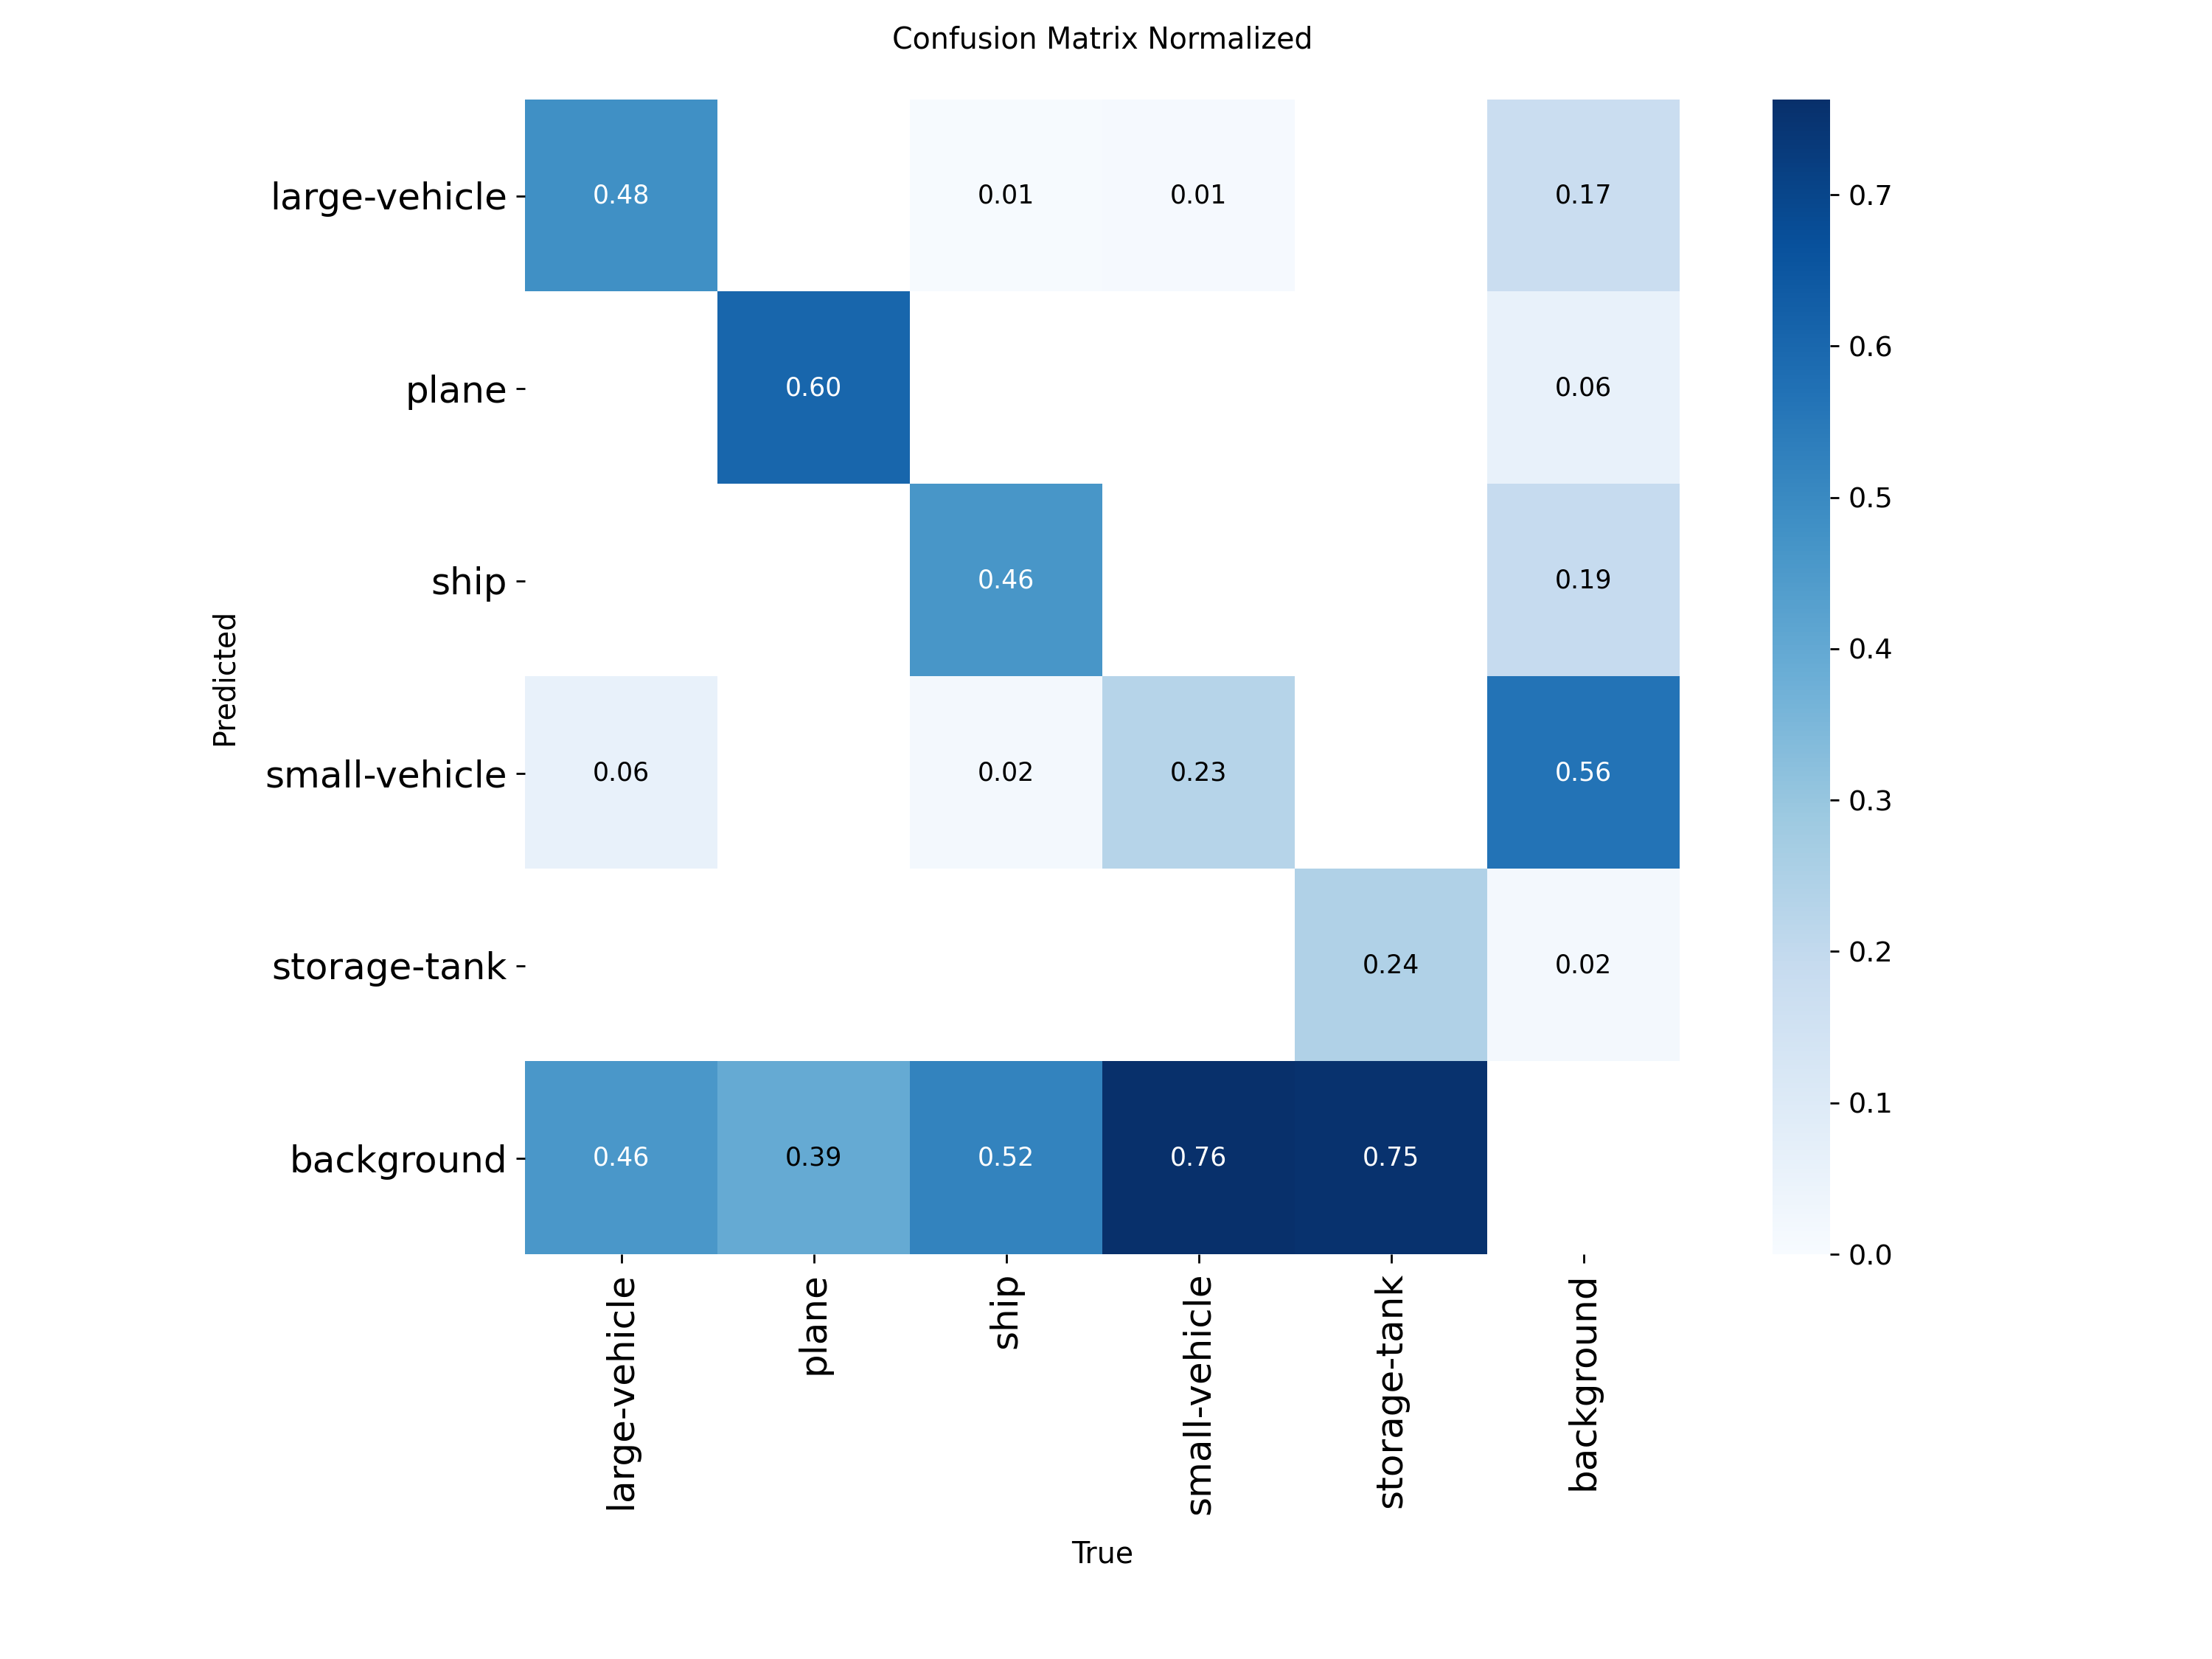 Confusion Matrix Normalized
large-vehicle 0.48 0.01 0.01 0.17
plane 0.60 0.06
ship 0.46 0.19
small-vehicle 0.06 0.02 0.23 0.56
storage-tank 0.24 0.02
background 0.46 0.39 0.52 0.76 0.75
Predicted
large-vehicle
plane
ship
small-vehicle
storage-tank
background
True
0.7
0.6
0.5
0.4
0.3
0.2
0.1
0.0